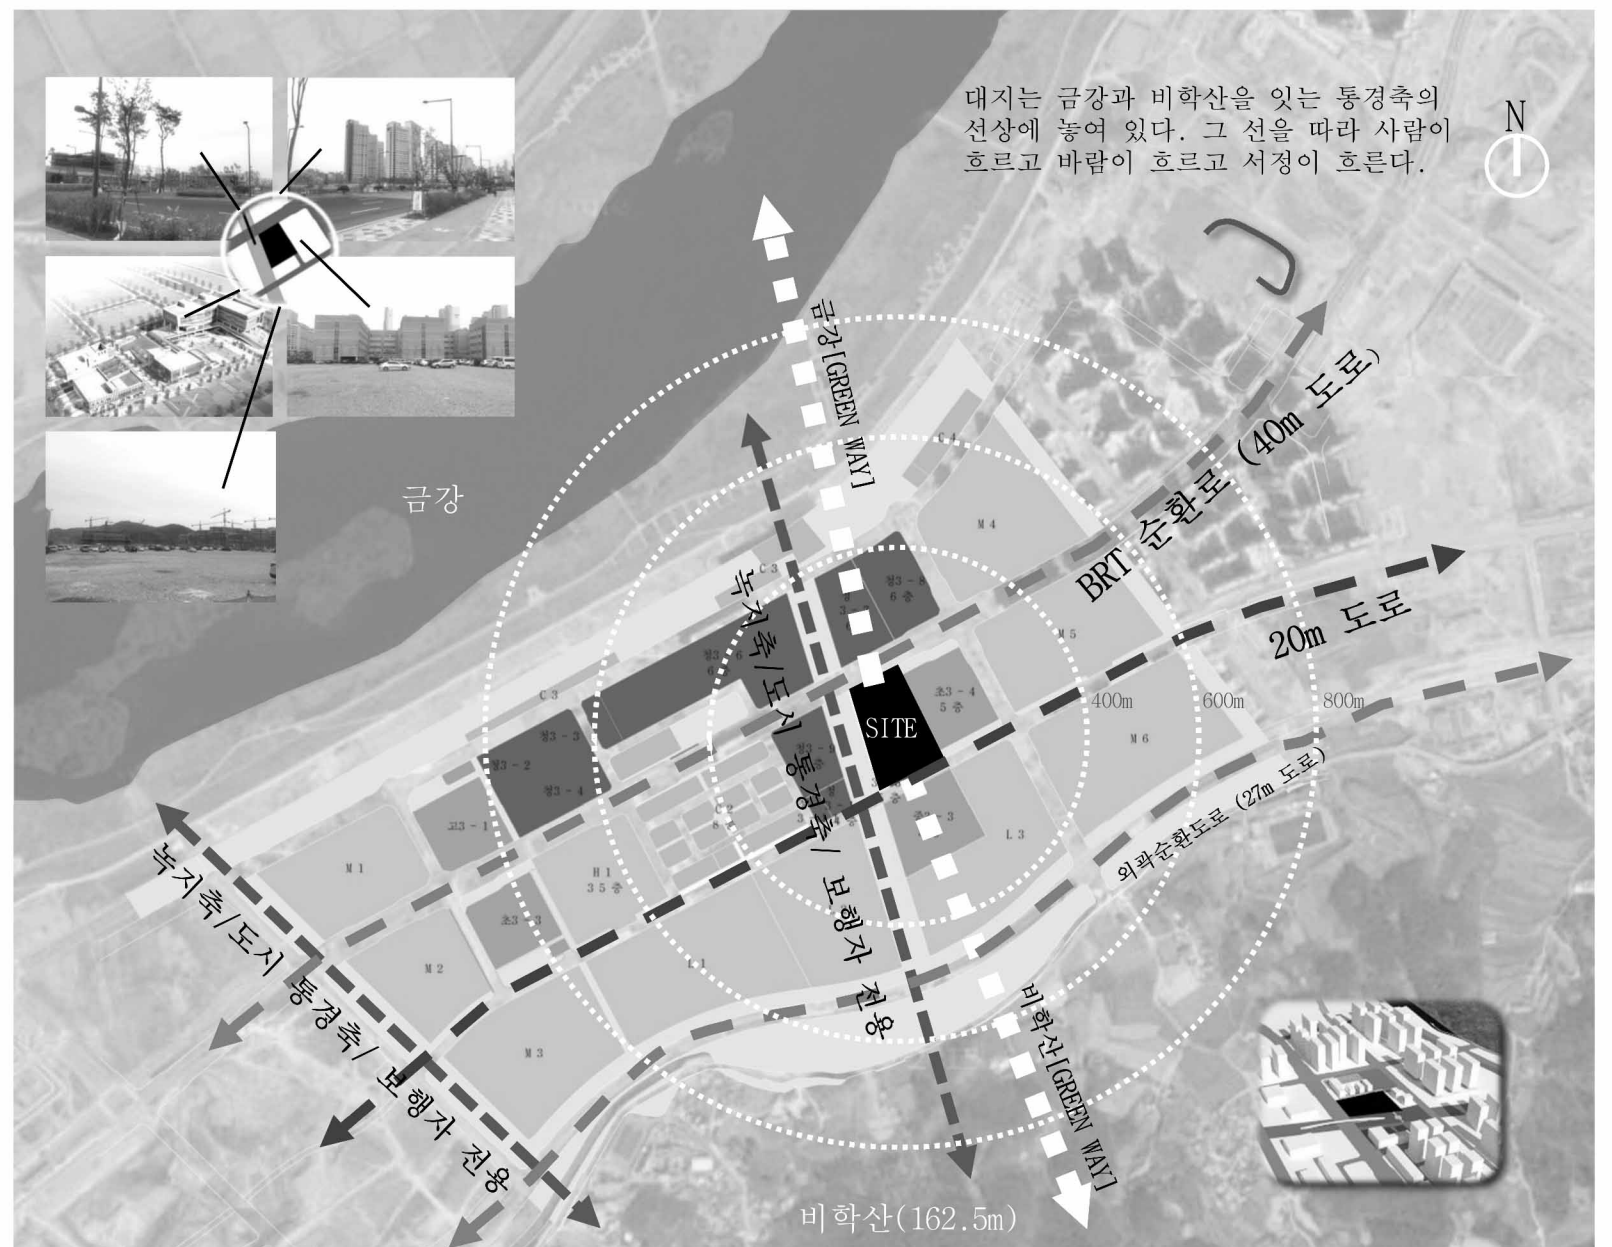 대지는 금강과 비학산을 잇는 통경축의
선상에 놓여 있다. 그 선을 따라 사람이
흐르고 바람이 흐르고 서정이 흐른다.
N
금강[GREEN WAY]
BRT 순환로 (40m 도로)
금강
C 4
M 4
C 3
청3-8
6층
녹지축/도시 통경축/ 보행자 전용
20m 도로
M 5
청3-6
C 3
초3-4
5층
400m
600m
800m
SITE
청3-3
청3-2
청3-4
M 6
외곽순환도로 (27m 도로)
고3-1
C 2
L 3
M 1
H 1
35층
녹지축/도시 통경축/ 보행자 전용
초3-3
M 2
L 1
M 3
비학산[GREEN WAY]
비학산(162.5m)